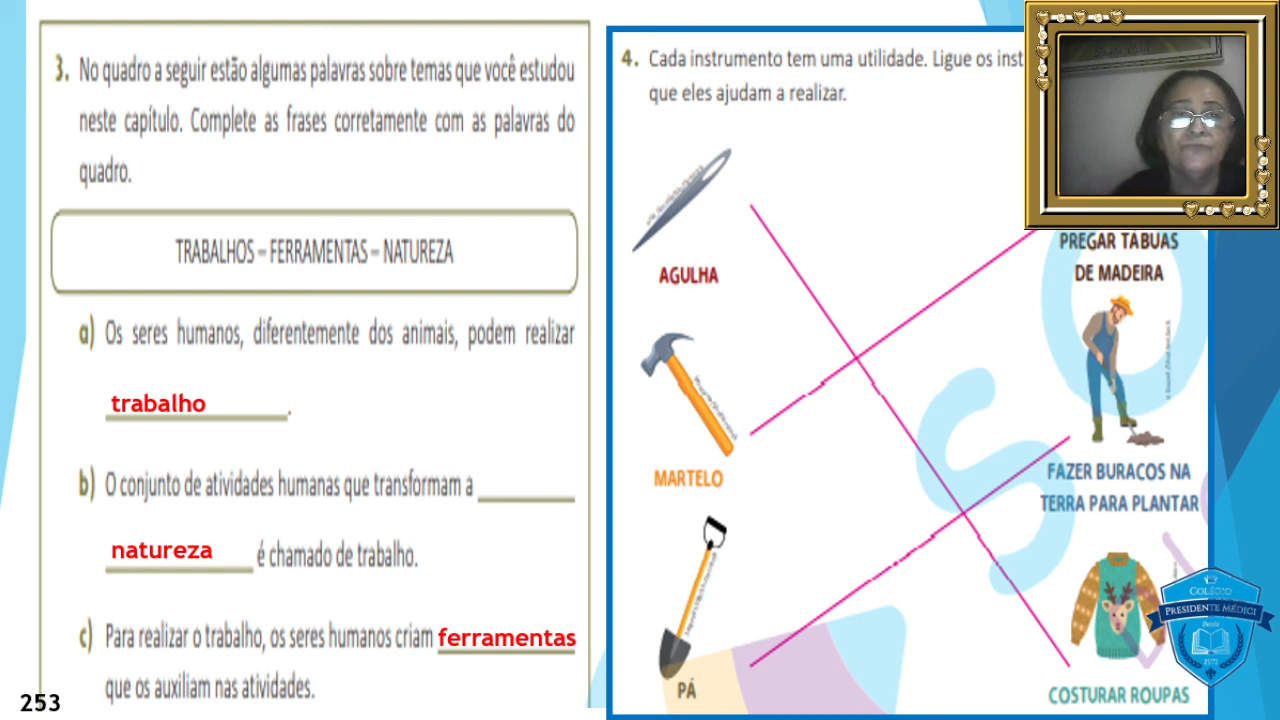 3. No quadro a seguir estão algumas palavras sobre temas que você estudou
neste capítulo. Complete as frases corretamente com as palavras do
quadro.
TRABALHOS – FERRAMENTAS – NATUREZA
a) Os seres humanos, diferentemente dos animais, podem realizar
trabalho.
b) O conjunto de atividades humanas que transformam a
natureza é chamado de trabalho.
c) Para realizar o trabalho, os seres humanos criam ferramentas
que os auxiliam nas atividades.
253
4. Cada instrumento tem uma utilidade. Ligue os inst
que eles ajudam a realizar.
AGULHA
MARTELO
PÁ
PREGAR TÁBUAS
DE MADEIRA
FAZER BURACOS NA
TERRA PARA PLANTAR
COSTURAR ROUPAS
S O
COLÉGIO
PRESIDENTE MÉDICI
Desde
1971